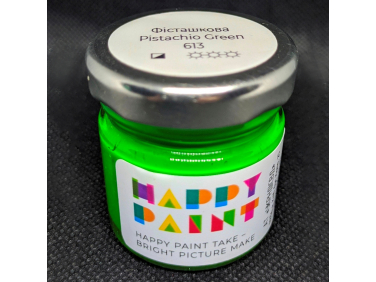 Фісташкова
Pistachio Green
613
HAPPY
PAINT
HAPPY PAINT TAKE –
BRIGHT PICTURE MAKE